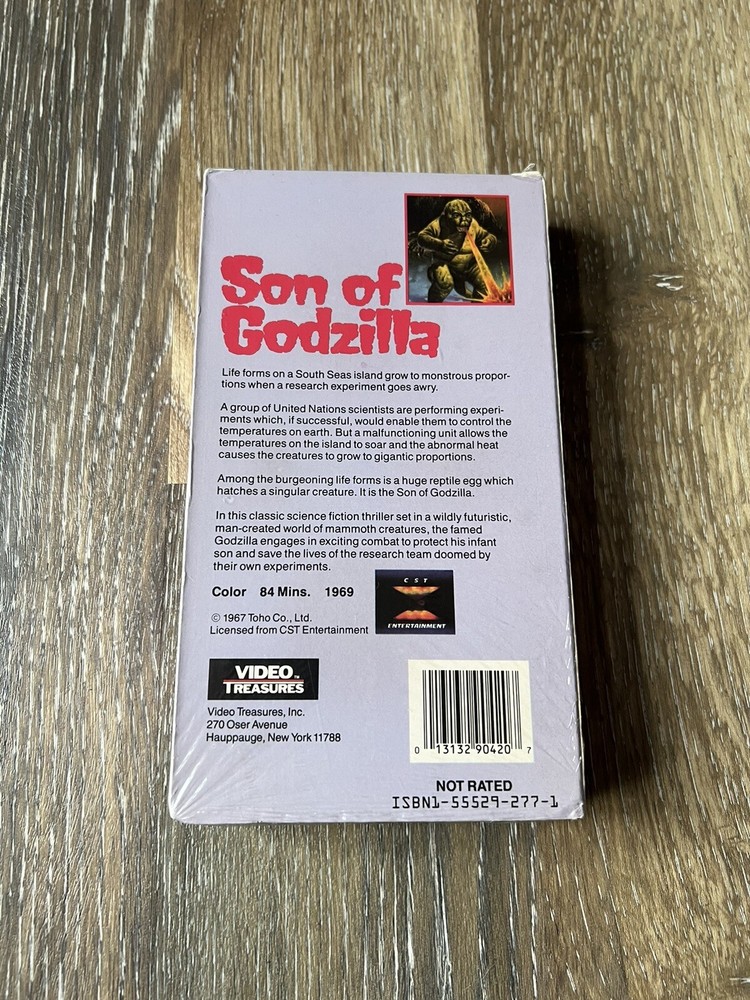 Son of
Godzilla
Life forms on a South Seas island grow to monstrous propor-
tions when a research experiment goes awry.
A group of United Nations scientists are performing experi-
ments which, if successful, would enable them to control the
temperatures on earth. But a malfunctioning unit allows the
temperatures on the island to soar and the abnormal heat
causes the creatures to grow to gigantic proportions.
Among the burgeoning life forms is a huge reptile egg which
hatches a singular creature. It is the Son of Godzilla.
In this classic science fiction thriller set in a wildly futuristic,
man-created world of mammoth creatures, the famed
Godzilla engages in exciting combat to protect his infant
son and save the lives of the research team doomed by
their own experiments.
Color 84 Mins. 1969
© 1967 Toho Co., Ltd.
Licensed from CST Entertainment
CST
ENTERTAINMENT
VIDEO™
TREASURES
Video Treasures, Inc.
270 Oser Avenue
Hauppauge, New York 11788
0 13132 90420 7
NOT RATED
ISBN1-55529-277-1